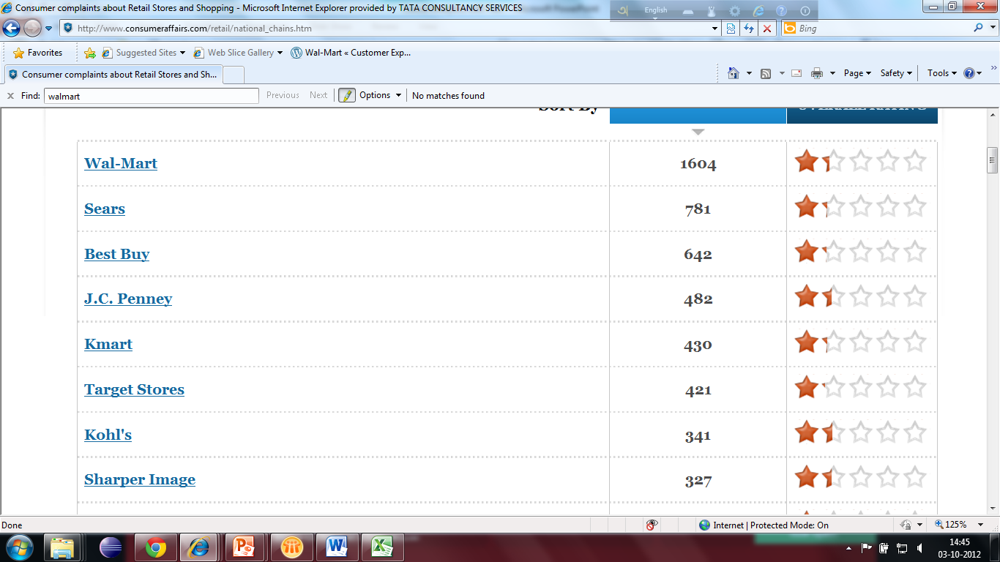 Consumer complaints about Retail Stores and Shopping - Microsoft Internet Explorer provided by TATA CONSULTANCY SERVICES
English
http://www.consumeraffairs.com/retail/national_chains.htm
Bing
Favorites
Suggested Sites
Web Slice Gallery
Wal-Mart « Customer Exp...
Consumer complaints about Retail Stores and Sh...
Page
Safety
Tools
x Find: walmart Previous Next Options No matches found
Sort By
OVERALL RATING
Wal-Mart 1604
Sears 781
Best Buy 642
J.C. Penney 482
Kmart 430
Target Stores 421
Kohl's 341
Sharper Image 327
Done
Internet | Protected Mode: On
125%
14:45
03-10-2012